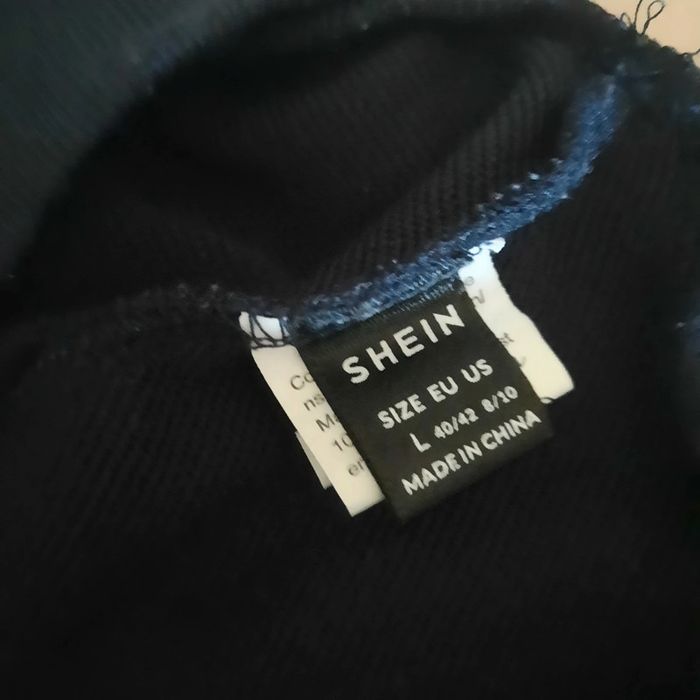 SHEIN
SIZE EU US
L 40/42 8/10
MADE IN CHINA